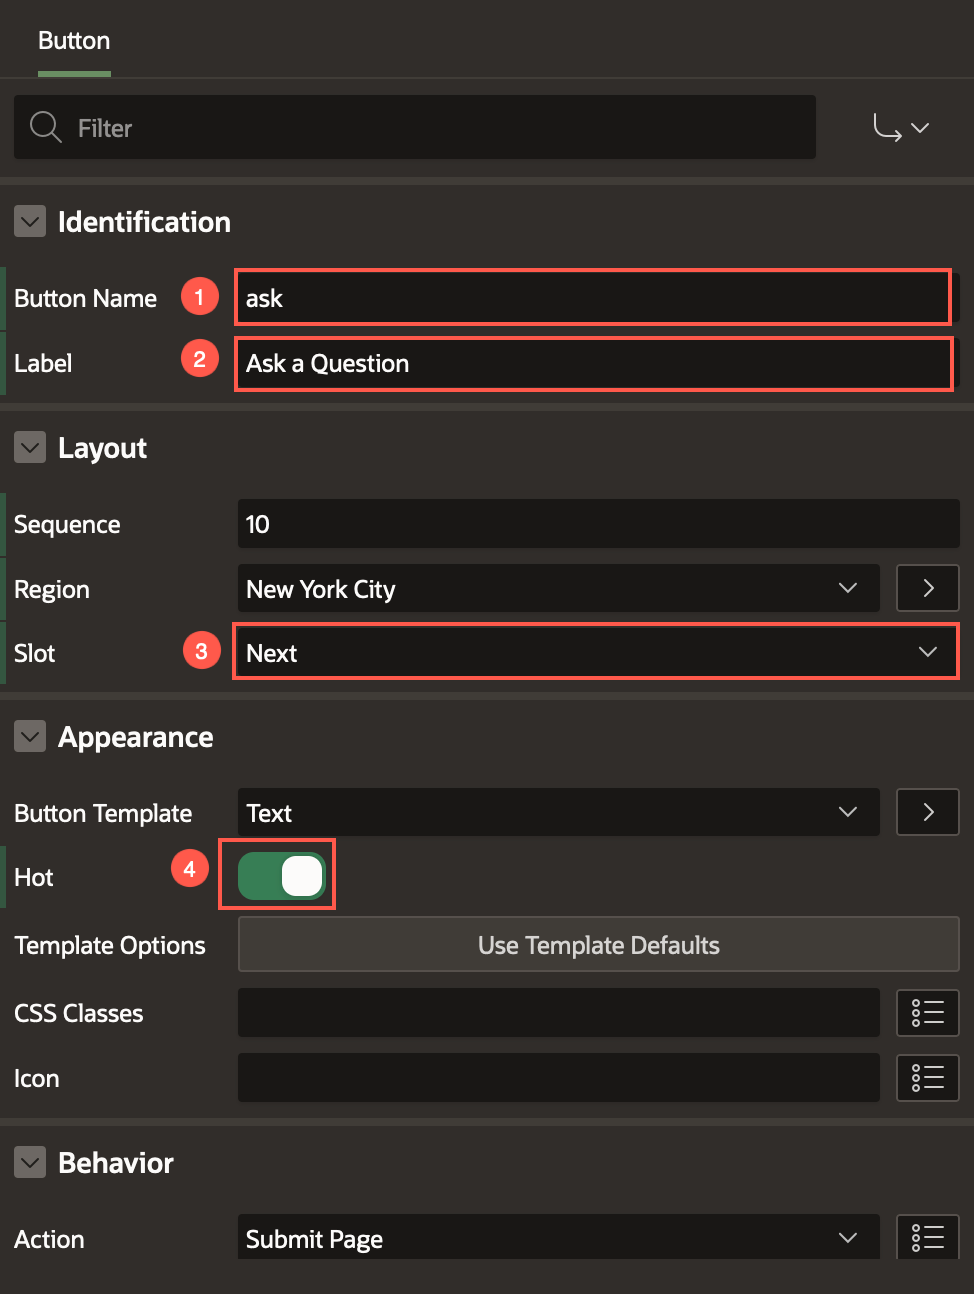 Button
Filter
Identification
Button Name 1 ask
Label 2 Ask a Question
Layout
Sequence 10
Region New York City
Slot 3 Next
Appearance
Button Template Text
Hot 4
Template Options Use Template Defaults
CSS Classes
Icon
Behavior
Action Submit Page